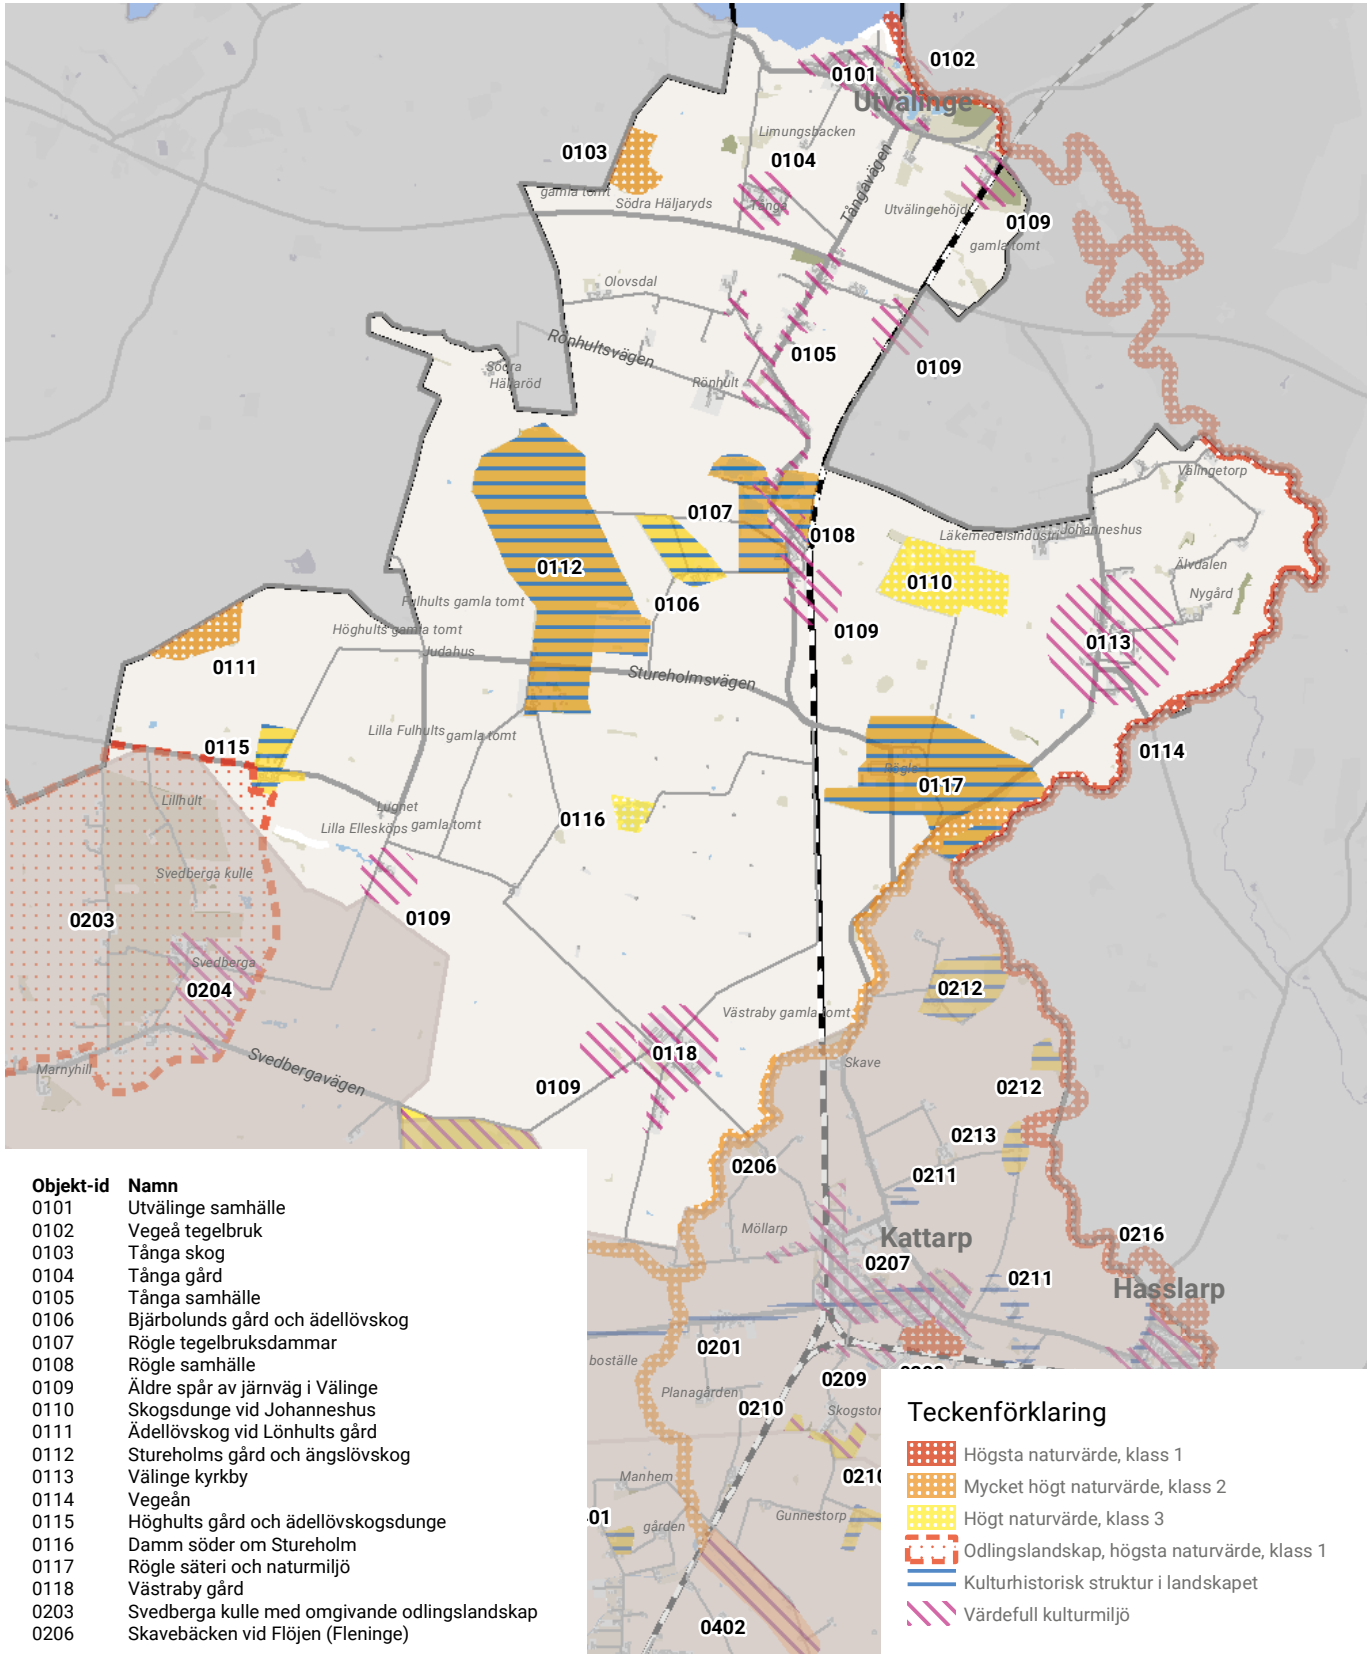 0102
0101
Utvälinge
Limungsbacken
0103
0104
gamla tomt
Södra Häljaryds
Tånga
Tångavägen
Utvälingehöjd
0109
gamla tomt
Olovsdal
Rönhultsvägen
0105
0109
Södra
Häljaröd
Rönhult
Välingetorp
0107
0108
Läkemedelsindustri
Johanneshus
0112
0110
Älvdalen
Nygård
0106
Fulhults gamla tomt
Höghults gamla tomt
0109
0113
Judahus
0111
Stureholmsvägen
Lilla Fulhults
gamla tomt
0115
0114
Rögle
0117
Lillhult
Lugnet
0116
Lilla Ellesköps
gamla tomt
Svedberga kulle
0203
0109
Svedberga
0204
0212
Västraby gamla tomt
0118
Svedbergavägen
Marnyhill
Skave
0109
0212
0213
0206
0211
Möllarp
Kattarp
0216
0207
0211
Hasslarp
0201
boställe
0209
Planagården
0210
Skogstor
Manhem
0210
01
gården
Gunnestorp
0402
Objekt-id Namn
0101 Utvälinge samhälle
0102 Vegeå tegelbruk
0103 Tånga skog
0104 Tånga gård
0105 Tånga samhälle
0106 Bjärbolunds gård och ädellövskog
0107 Rögle tegelbruksdammar
0108 Rögle samhälle
0109 Äldre spår av järnväg i Välinge
0110 Skogsdunge vid Johanneshus
0111 Ädellövskog vid Lönhults gård
0112 Stureholms gård och ängslövskog
0113 Välinge kyrkby
0114 Vegeån
0115 Höghults gård och ädellövskogsdunge
0116 Damm söder om Stureholm
0117 Rögle säteri och naturmiljö
0118 Västraby gård
0203 Svedberga kulle med omgivande odlingslandskap
0206 Skavebäcken vid Flöjen (Fleninge)
Teckenförklaring
Högsta naturvärde, klass 1
Mycket högt naturvärde, klass 2
Högt naturvärde, klass 3
Odlingslandskap, högsta naturvärde, klass 1
Kulturhistorisk struktur i landskapet
Värdefull kulturmiljö